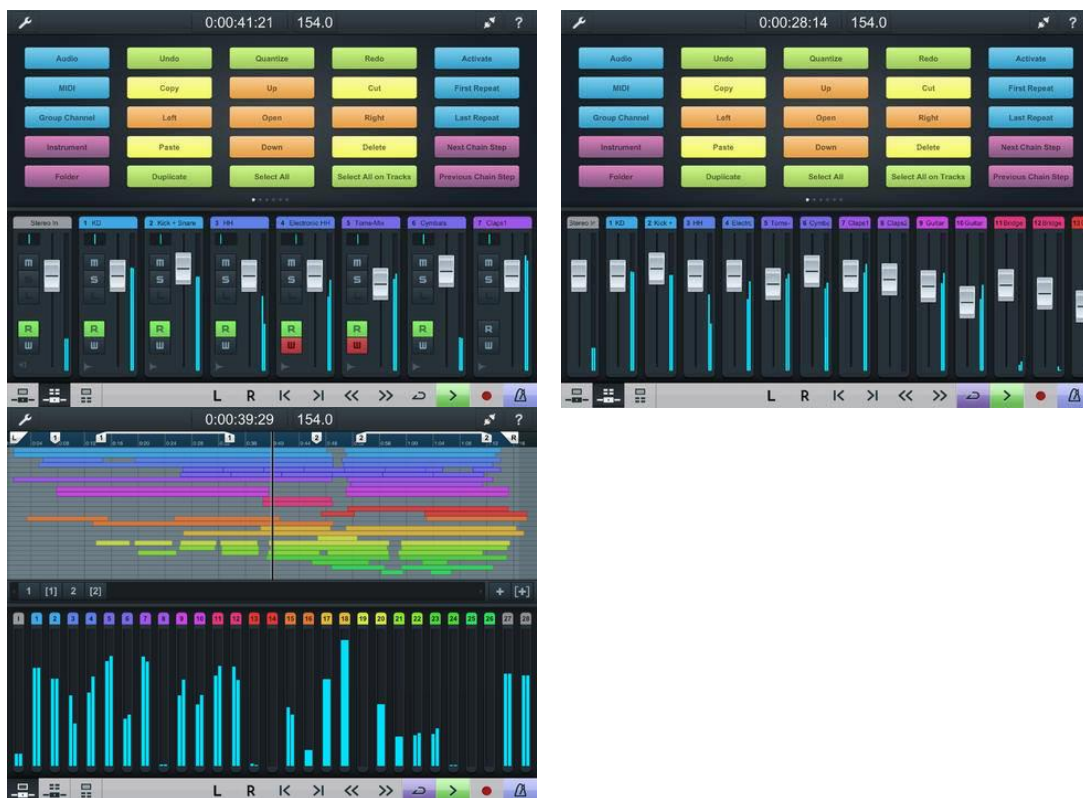 0:00:41:21 154.0 ?
Audio Undo Quantize Redo Activate
MIDI Copy Up Cut First Repeat
Group Channel Left Open Right Last Repeat
Instrument Paste Down Delete Next Chain Step
Folder Duplicate Select All Select All on Tracks Previous Chain Step
Stereo In 1 KD 2 Kick + Snare 3 HH 4 Electronic HH 5 Toms-Mix 6 Cymbals 7 Claps1
m m m m m m m
S S S S S S
R R R R R R R R
W W W W W W W W
L R
0:00:28:14 154.0 ?
Audio Undo Quantize Redo Activate
MIDI Copy Up Cut First Repeat
Group Channel Left Open Right Last Repeat
Instrument Paste Down Delete Next Chain Step
Folder Duplicate Select All Select All on Tracks Previous Chain Step
Stereo In 1 KD 2 Kick + 3 HH 4 Electric 5 Toms- 6 Cymba 7 Claps1 8 Claps2 9 Guitar 10 Guitar 11 Bridge 12 Bridge 13
L R
0:00:39:29 154.0 ?
L 1 1 1 2 2 2 R
1 [1] 2 [2] + [+]
I 1 2 3 4 5 6 7 8 9 10 11 12 13 14 15 16 17 18 19 20 21 22 23 24 25 26 27 28
L R